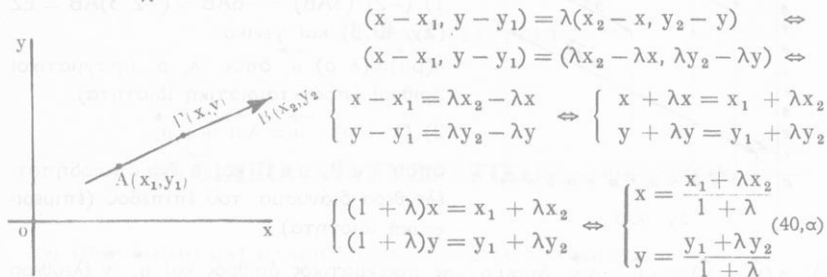 (x − x₁, y − y₁) = λ(x₂ − x, y₂ − y) ⇔
(x − x₁, y − y₁) = (λx₂ − λx, λy₂ − λy) ⇔
{ x − x₁ = λx₂ − λx ⇔ { x + λx = x₁ + λx₂
y − y₁ = λy₂ − λy y + λy = y₁ + λy₂
{ (1 + λ)x = x₁ + λx₂ ⇔ { x = (x₁ + λx₂)/(1 + λ)
(1 + λ)y = y₁ + λy₂ y = (y₁ + λy₂)/(1 + λ)
(40,α)
y
Γ(x,y)
B(x₂,y₂
A(x₁,y₁)
o
x